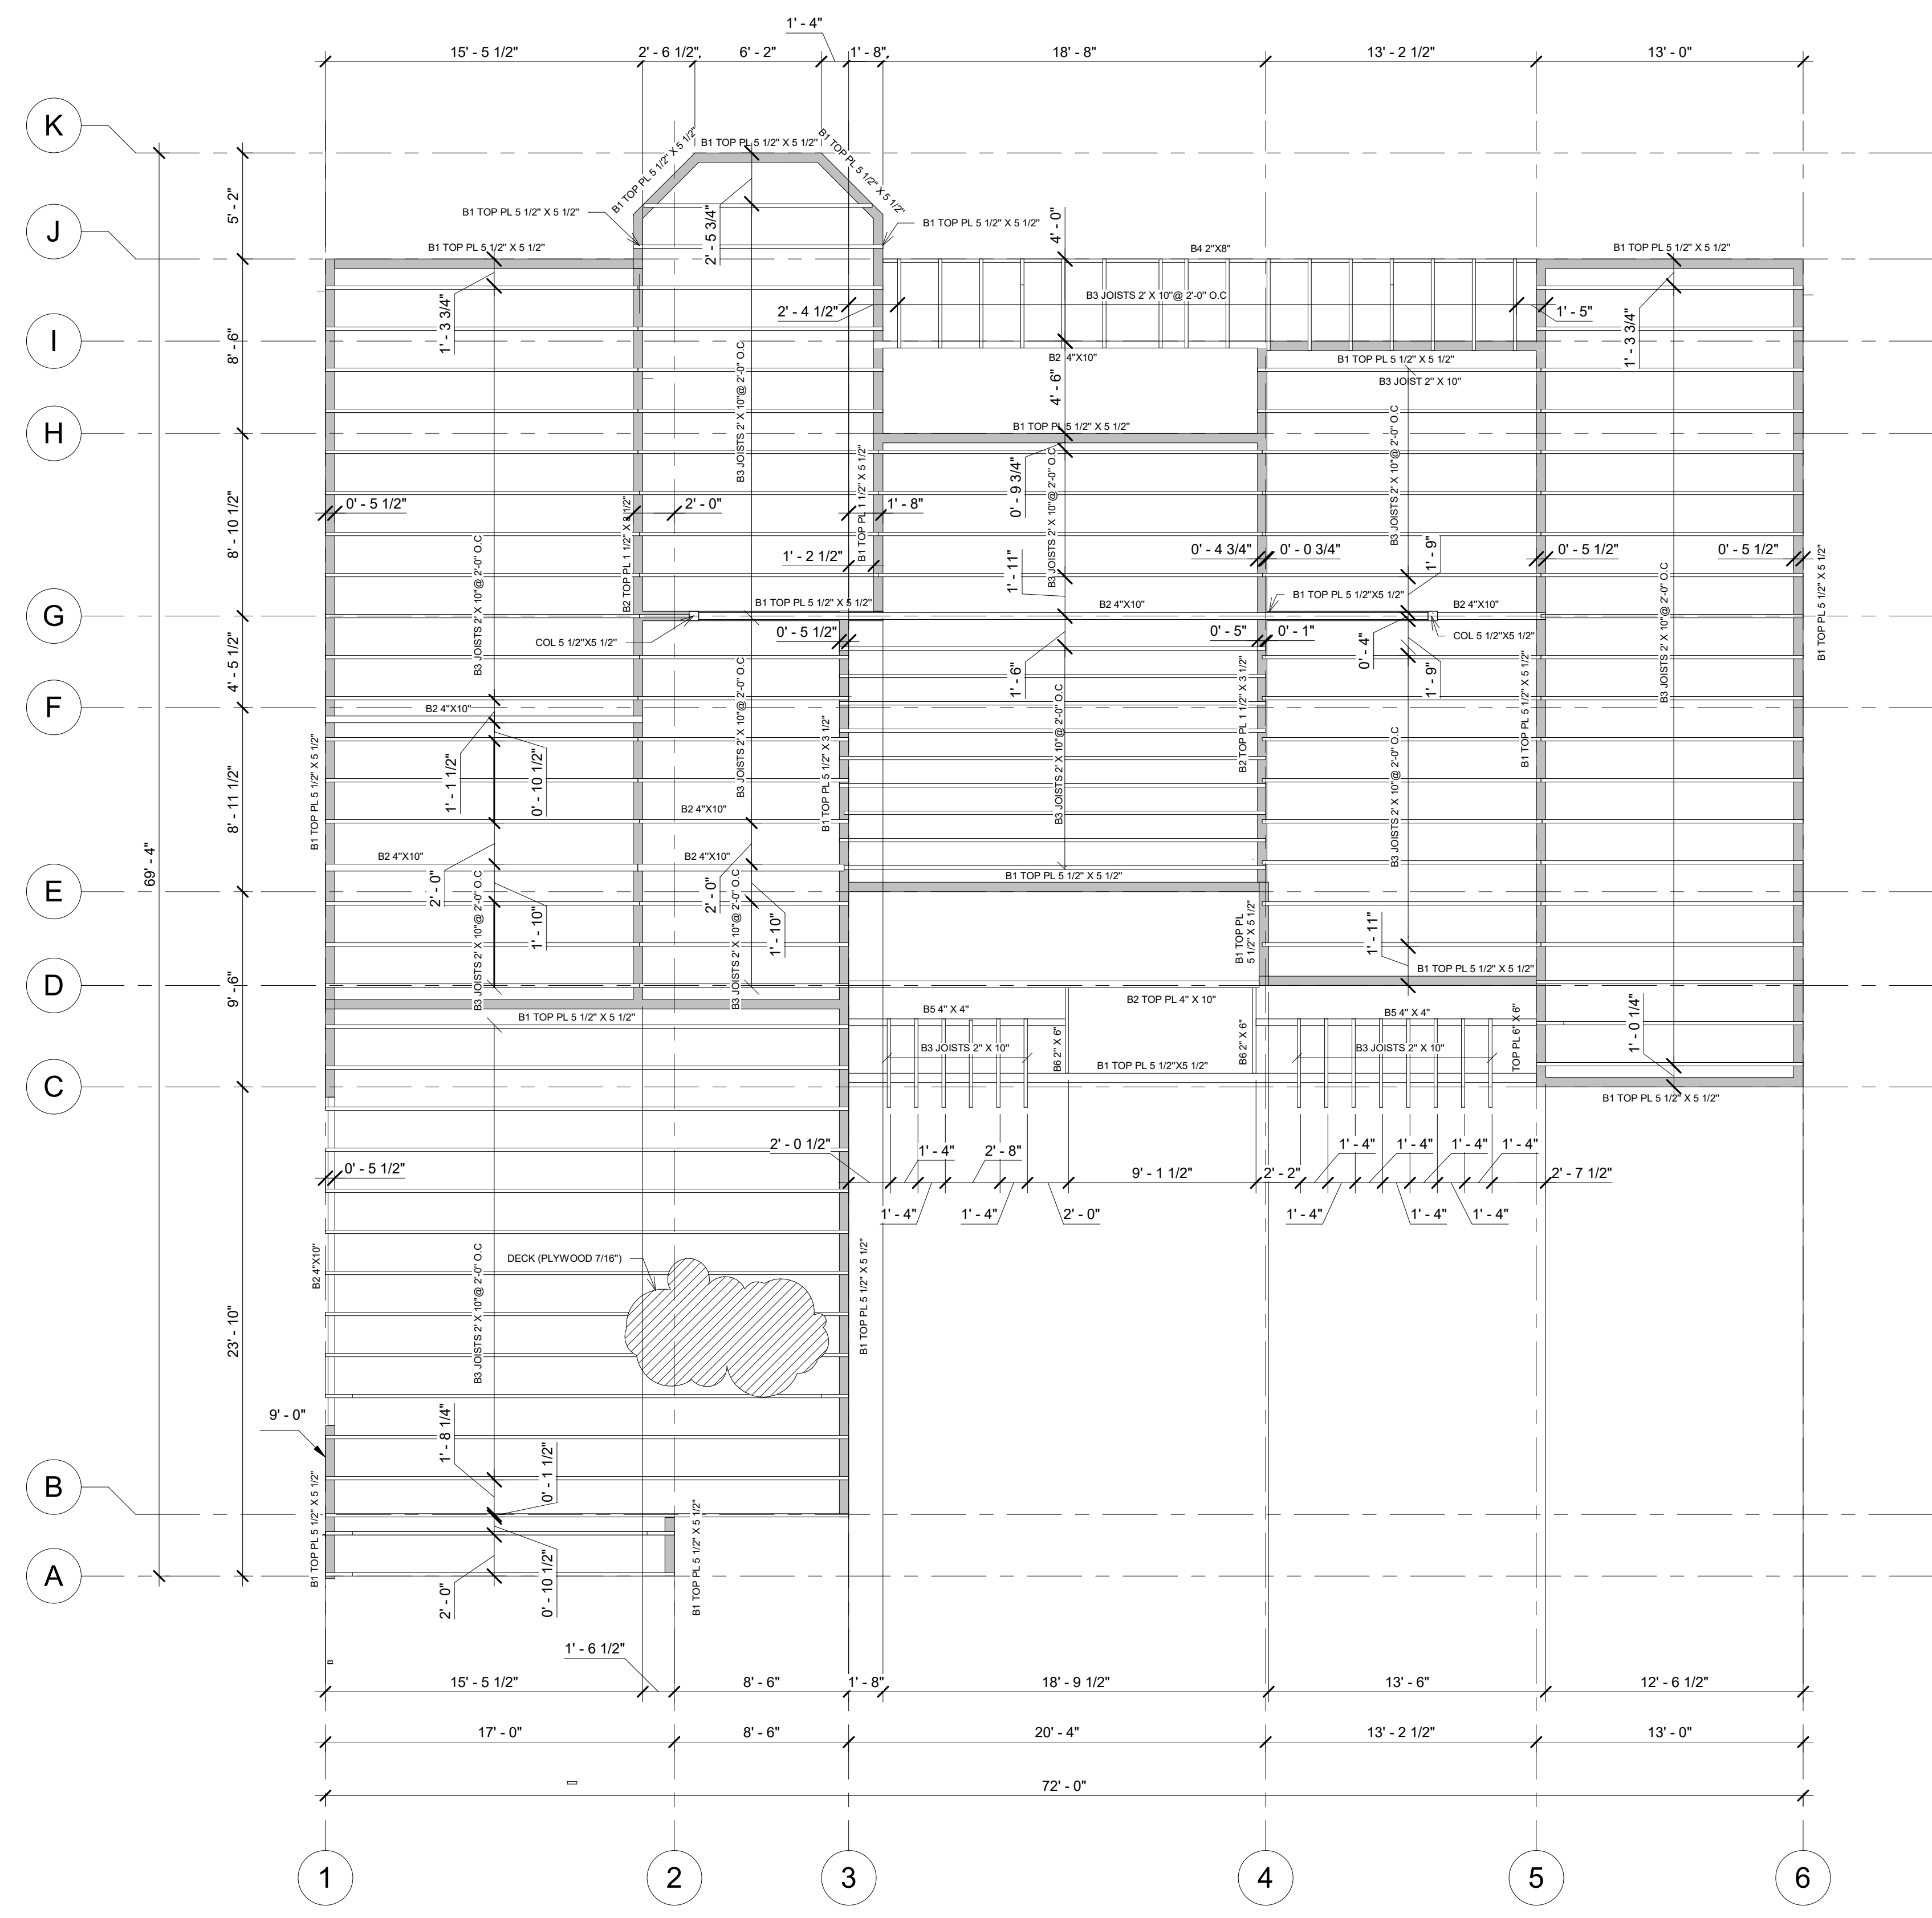 1' - 4"
15' - 5 1/2"
2' - 6 1/2"
6' - 2"
1' - 8"
18' - 8"
13' - 2 1/2"
13' - 0"
K
B1 TOP PL 5 1/2" X 5 1/2"
B1 TOP PL 5 1/2" X 5 1/2"
B1 TOP PL 5 1/2" X 5 1/2"
5' - 2"
J
B1 TOP PL 5 1/2" X 5 1/2"
B1 TOP PL 5 1/2" X 5 1/2"
2' - 5 3/4"
4' - 0"
B1 TOP PL 5 1/2" X 5 1/2"
B4 2"X8"
B1 TOP PL 5 1/2" X 5 1/2"
1' - 3 3/4"
2' - 4 1/2"
B3 JOISTS 2' X 10"@ 2'-0" O.C
1' - 5"
1' - 3 3/4"
8' - 6"
I
B2 4"X10"
B1 TOP PL 5 1/2" X 5 1/2"
B3 JOIST 2" X 10"
4' - 6"
B3 JOISTS 2' X 10"@ 2'-0" O.C
B3 JOISTS 2' X 10"@ 2'-0" O.C
H
B1 TOP PL 5 1/2" X 5 1/2"
0' - 9 3/4"
B3 JOISTS 2' X 10"@ 2'-0" O.C
8' - 10 1/2"
0' - 5 1/2"
2' - 0"
1' - 8"
B1 TOP PL 1 1/2" X 5 1/2"
B2 TOP PL 1 1/2" X 3 1/2"
1' - 2 1/2"
1' - 11"
0' - 4 3/4"
0' - 0 3/4"
1' - 9"
0' - 5 1/2"
0' - 5 1/2"
B3 JOISTS 2' X 10"@ 2'-0" O.C
B3 JOISTS 2' X 10"@ 2'-0" O.C
B1 TOP PL 5 1/2" X 5 1/2"
G
B1 TOP PL 5 1/2" X 5 1/2"
B2 4"X10"
B1 TOP PL 5 1/2"X5 1/2"
B2 4"X10"
COL 5 1/2"X5 1/2"
0' - 5 1/2"
0' - 5"
0' - 1"
0' - 4"
COL 5 1/2"X5 1/2"
4' - 5 1/2"
1' - 6"
1' - 9"
F
B2 4"X10"
B3 JOISTS 2' X 10"@ 2'-0" O.C
B1 TOP PL 5 1/2" X 3 1/2"
B3 JOISTS 2' X 10"@ 2'-0" O.C
B2 TOP PL 1 1/2" X 3 1/2"
B3 JOISTS 2' X 10"@ 2'-0" O.C
B1 TOP PL 5 1/2" X 5 1/2"
8' - 11 1/2"
B1 TOP PL 5 1/2" X 5 1/2"
1' - 1 1/2"
0' - 10 1/2"
B2 4"X10"
69' - 4"
B2 4"X10"
B2 4"X10"
2' - 0"
2' - 0"
E
B1 TOP PL 5 1/2" X 5 1/2"
B3 JOISTS 2' X 10"@ 2'-0" O.C
1' - 10"
B3 JOISTS 2' X 10"@ 2'-0" O.C
1' - 10"
B1 TOP PL
5 1/2" X 5 1/2"
1' - 11"
9' - 6"
D
B1 TOP PL 5 1/2" X 5 1/2"
B1 TOP PL 5 1/2" X 5 1/2"
B2 TOP PL 4" X 10"
B5 4" X 4"
B5 4" X 4"
B3 JOISTS 2" X 10"
B6 2" X 6"
B6 2" X 6"
B3 JOISTS 2" X 10"
TOP PL 6" X 6"
1' - 0 1/4"
B1 TOP PL 5 1/2"X5 1/2"
C
B1 TOP PL 5 1/2" X 5 1/2"
2' - 0 1/2"
1' - 4"
2' - 8"
1' - 4"
1' - 4"
1' - 4"
1' - 4"
0' - 5 1/2"
9' - 1 1/2"
2' - 2"
2' - 7 1/2"
1' - 4"
1' - 4"
2' - 0"
1' - 4"
1' - 4"
1' - 4"
DECK (PLYWOOD 7/16")
B2 4"X10"
B3 JOISTS 2' X 10"@ 2'-0" O.C
B1 TOP PL 5 1/2" X 5 1/2"
23' - 10"
9' - 0"
1' - 8 1/4"
0' - 1 1/2"
B
B1 TOP PL 5 1/2" X 5 1/2"
B1 TOP PL 5 1/2" X 5 1/2"
A
2' - 0"
0' - 10 1/2"
1' - 6 1/2"
15' - 5 1/2"
8' - 6"
1' - 8"
18' - 9 1/2"
13' - 6"
12' - 6 1/2"
17' - 0"
8' - 6"
20' - 4"
13' - 2 1/2"
13' - 0"
72' - 0"
1
2
3
4
5
6